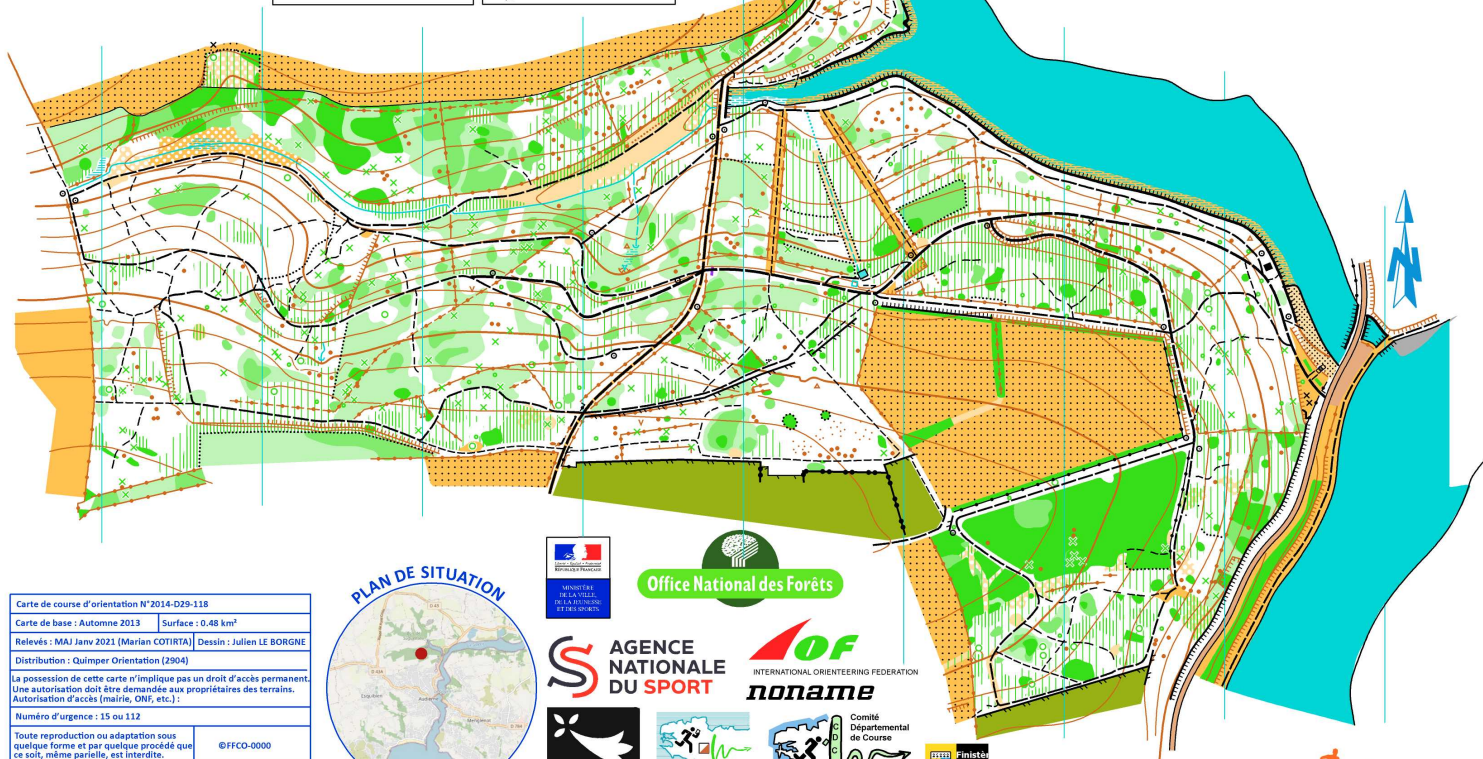 N
PLAN DE SITUATION
Carte de course d'orientation N°2014-D29-118
Carte de base : Automne 2013
Surface : 0.48 km²
Relevés : MAJ Janv 2021 (Marian COTIRTA)
Dessin : Julien LE BORGNE
Distribution : Quimper Orientation (2904)
La possession de cette carte n'implique pas un droit d'accès permanent.
Une autorisation doit être demandée aux propriétaires des terrains.
Autorisation d'accès (mairie, ONF, etc.) :
Numéro d'urgence : 15 ou 112
Toute reproduction ou adaptation sous
quelque forme et par quelque procédé que
ce soit, même parielle, est interdite.
©FFCO-0000
RÉPUBLIQUE FRANÇAISE
MINISTÈRE
DE LA VILLE,
DE LA JEUNESSE
ET DES SPORTS
Office National des Forêts
AGENCE
NATIONALE
DU SPORT
OF
INTERNATIONAL ORIENTEERING FEDERATION
noname
Comité
Départemental
de Course
C
D
C